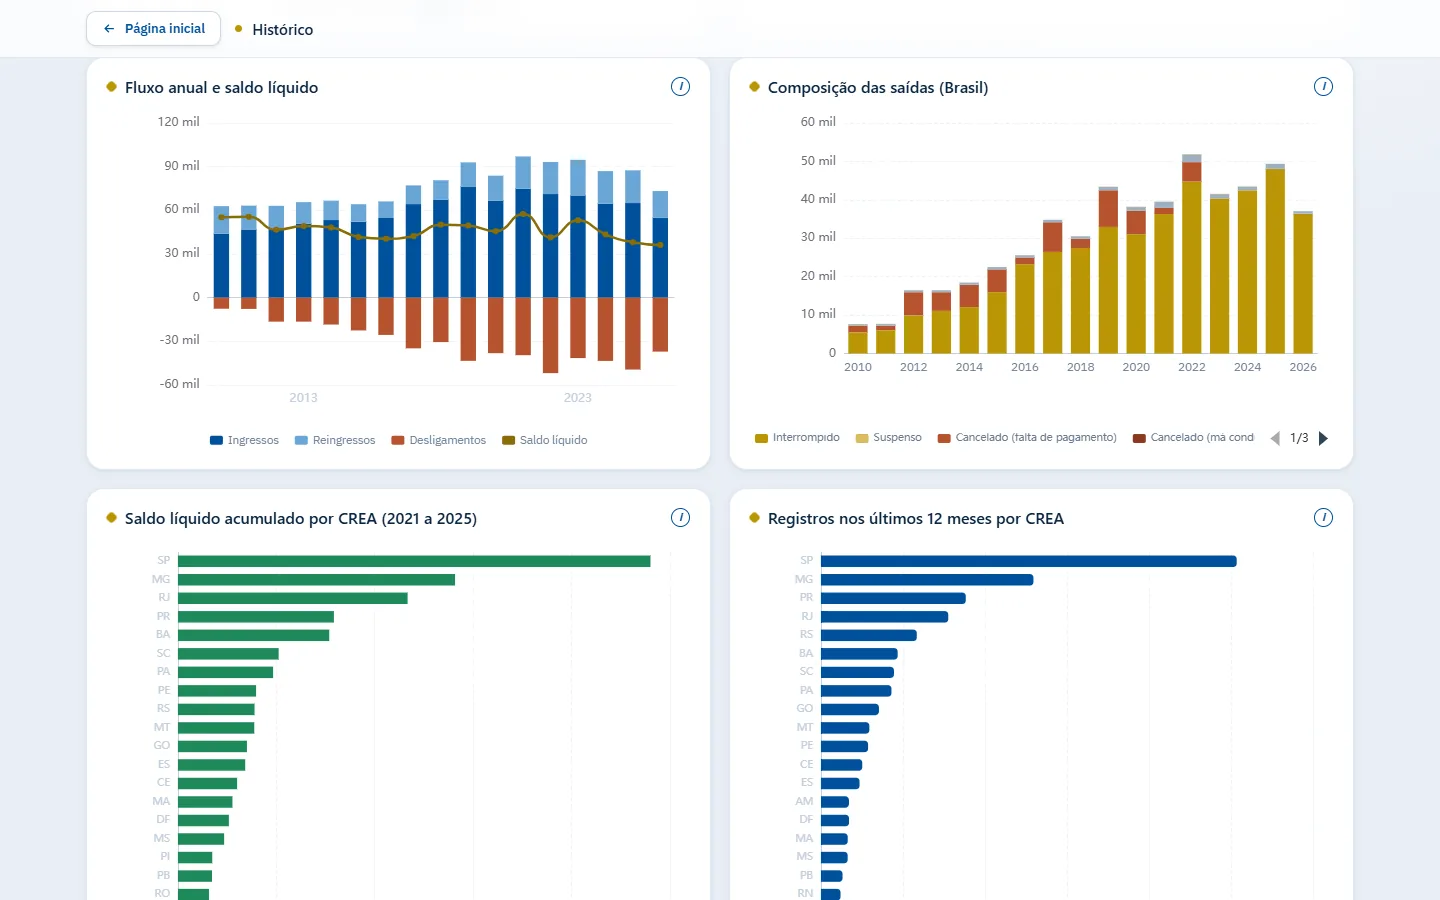 ← Página inicial
Histórico
Fluxo anual e saldo líquido
i
120 mil
90 mil
60 mil
30 mil
0
-30 mil
-60 mil
2013
2023
Ingressos
Reingressos
Desligamentos
Saldo líquido
Composição das saídas (Brasil)
i
60 mil
50 mil
40 mil
30 mil
20 mil
10 mil
0
2010
2012
2014
2016
2018
2020
2022
2024
2026
Interrompido
Suspenso
Cancelado (falta de pagamento)
Cancelado (má cond
1/3
Saldo líquido acumulado por CREA (2021 a 2025)
i
SP
MG
RJ
PR
BA
SC
PA
PE
RS
MT
GO
ES
CE
MA
DF
MS
PI
PB
RO
Registros nos últimos 12 meses por CREA
i
SP
MG
PR
RJ
RS
BA
SC
PA
GO
MT
PE
CE
ES
AM
DF
MA
MS
PB
RN